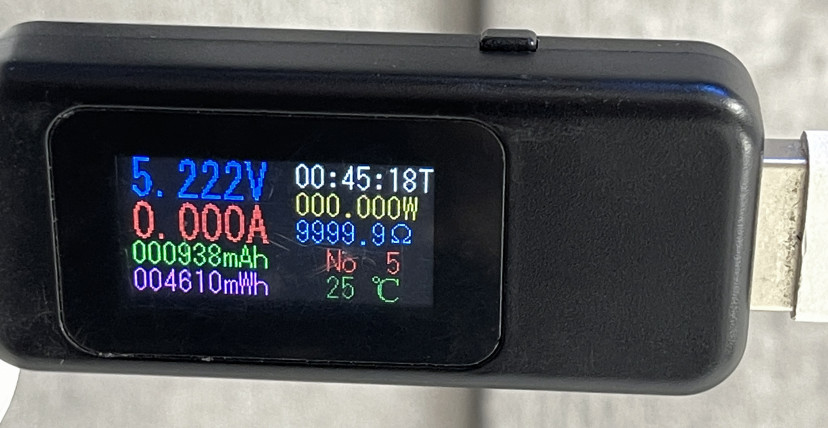 5.222V
0.000A
000938mAh
004610mWh
00:45:18T
000.000W
9999.9Ω
No 5
25 ℃